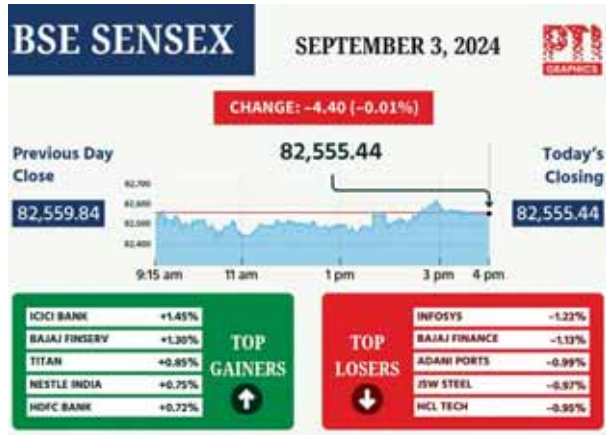 BSE SENSEX
SEPTEMBER 3, 2024
PTI
GRAPHICS
CHANGE: –4.40 (–0.01%)
Previous Day
Close
82,559.84
82,555.44
Today's
Closing
82,555.44
82,700
82,600
82,500
82,400
9:15 am 11 am 1 pm 3 pm 4 pm
ICICI BANK +1.45%
BAJAJ FINSERV +1.30%
TITAN +0.85%
NESTLE INDIA +0.75%
HDFC BANK +0.72%
TOP
GAINERS
TOP
LOSERS
INFOSYS –1.22%
BAJAJ FINANCE –1.13%
ADANI PORTS –0.99%
JSW STEEL –0.97%
HCL TECH –0.95%